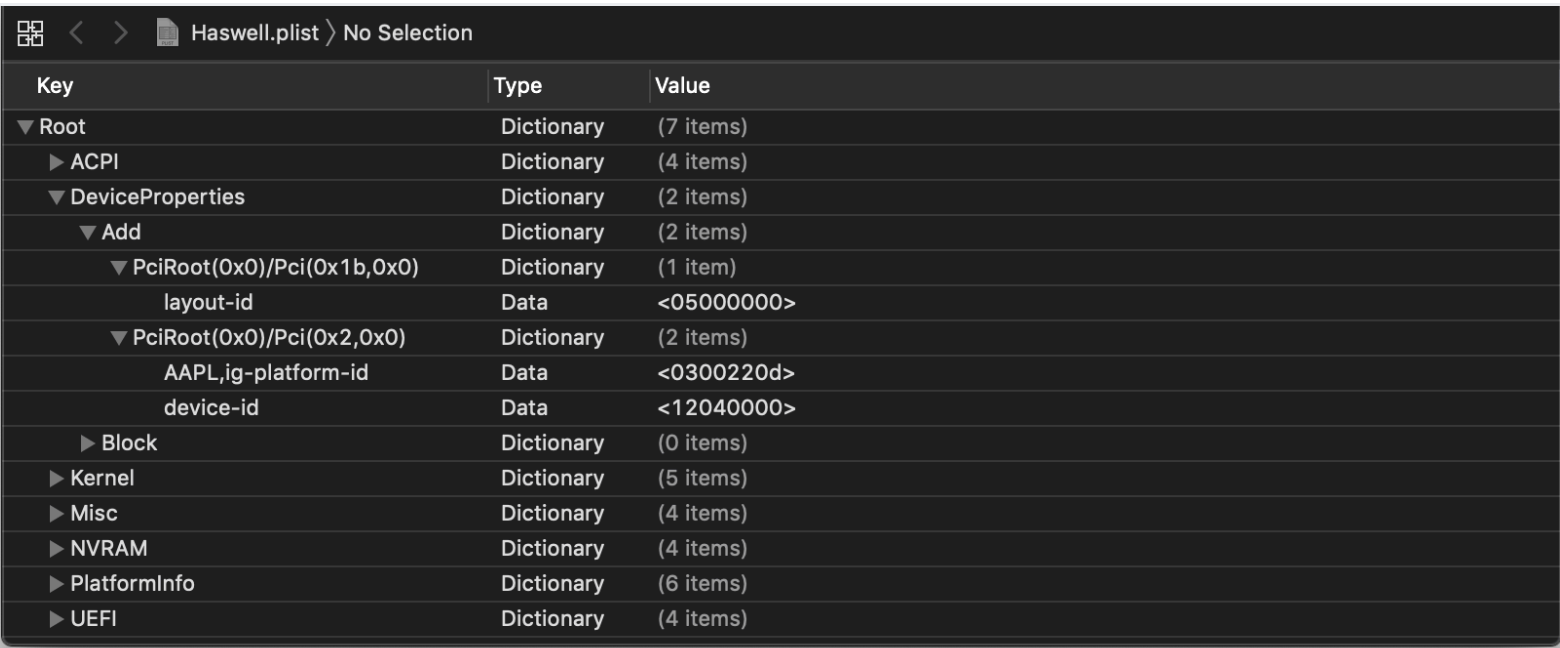 Haswell.plist 〉No Selection
Key Type Value
Root Dictionary (7 items)
ACPI Dictionary (4 items)
DeviceProperties Dictionary (2 items)
Add Dictionary (2 items)
PciRoot(0x0)/Pci(0x1b,0x0) Dictionary (1 item)
layout-id Data <05000000>
PciRoot(0x0)/Pci(0x2,0x0) Dictionary (2 items)
AAPL,ig-platform-id Data <0300220d>
device-id Data <12040000>
Block Dictionary (0 items)
Kernel Dictionary (5 items)
Misc Dictionary (4 items)
NVRAM Dictionary (4 items)
PlatformInfo Dictionary (6 items)
UEFI Dictionary (4 items)